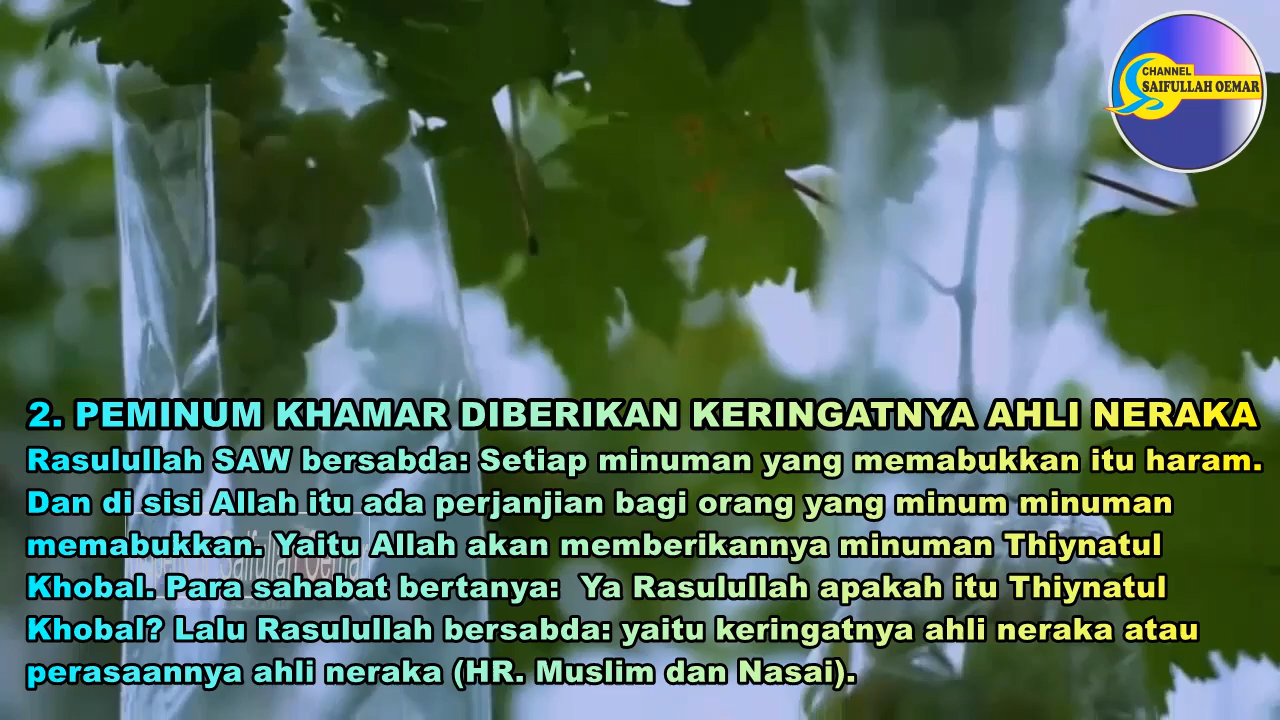 CHANNEL
SAIFULLAH OEMAR
2. PEMINUM KHAMAR DIBERIKAN KERINGATNYA AHLI NERAKA
Rasulullah SAW bersabda: Setiap minuman yang memabukkan itu haram.
Dan di sisi Allah itu ada perjanjian bagi orang yang minum minuman
memabukkan. Yaitu Allah akan memberikannya minuman Thiynatul
Khobal. Para sahabat bertanya:  Ya Rasulullah apakah itu Thiynatul
Khobal? Lalu Rasulullah bersabda: yaitu keringatnya ahli neraka atau
perasaannya ahli neraka (HR. Muslim dan Nasai).